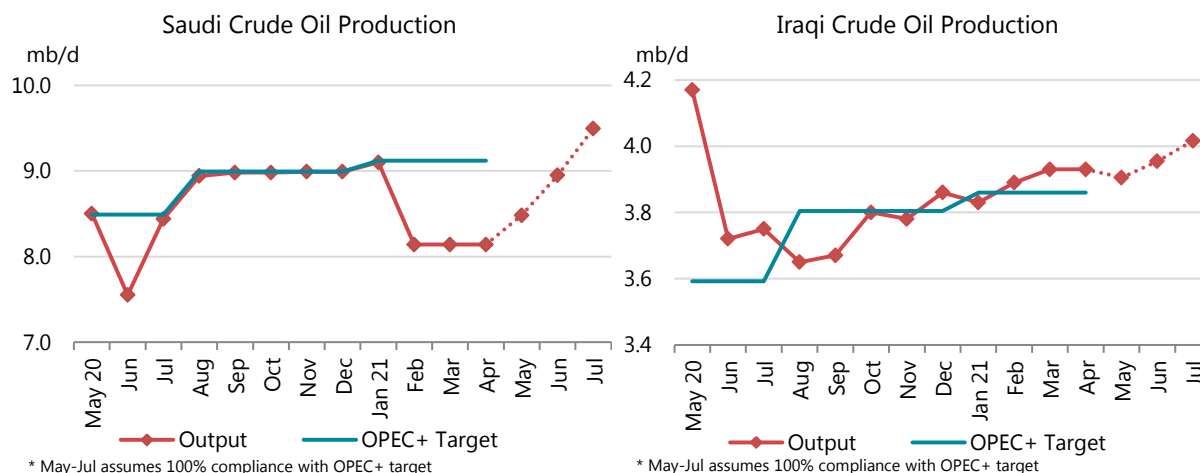 Saudi Crude Oil Production
mb/d
10.0
9.0
8.0
7.0
May 20 Jun Jul Aug Sep Oct Nov Dec Jan 21 Feb Mar Apr May Jun Jul
Output OPEC+ Target
* May-Jul assumes 100% compliance with OPEC+ target
Iraqi Crude Oil Production
mb/d
4.2
4.0
3.8
3.6
3.4
May 20 Jun Jul Aug Sep Oct Nov Dec Jan 21 Feb Mar Apr May Jun Jul
Output OPEC+ Target
* May-Jul assumes 100% compliance with OPEC+ target